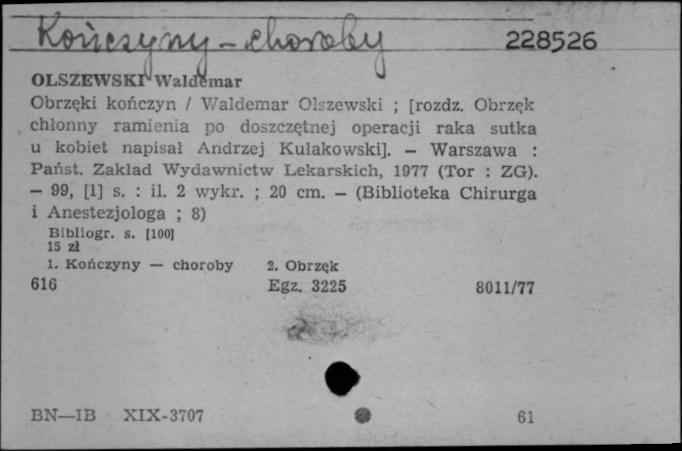 Kończyny - choroby 228526
OLSZEWSKI Waldemar
Obrzęki kończyn / Waldemar Olszewski ; [rozdz. Obrzęk
chłonny ramienia po doszczętnej operacji raka sutka
u kobiet napisał Andrzej Kułakowski]. — Warszawa :
Państ. Zakład Wydawnictw Lekarskich, 1977 (Tor : ZG).
— 99, [1] s. : il. 2 wykr. ; 20 cm. — (Biblioteka Chirurga
i Anestezjologa ; 8)
Bibliogr. s. [100]
15 zł
1. Kończyny — choroby 2. Obrzęk
616 Egz. 3225 8011/77
BN—IB XIX-3707 61